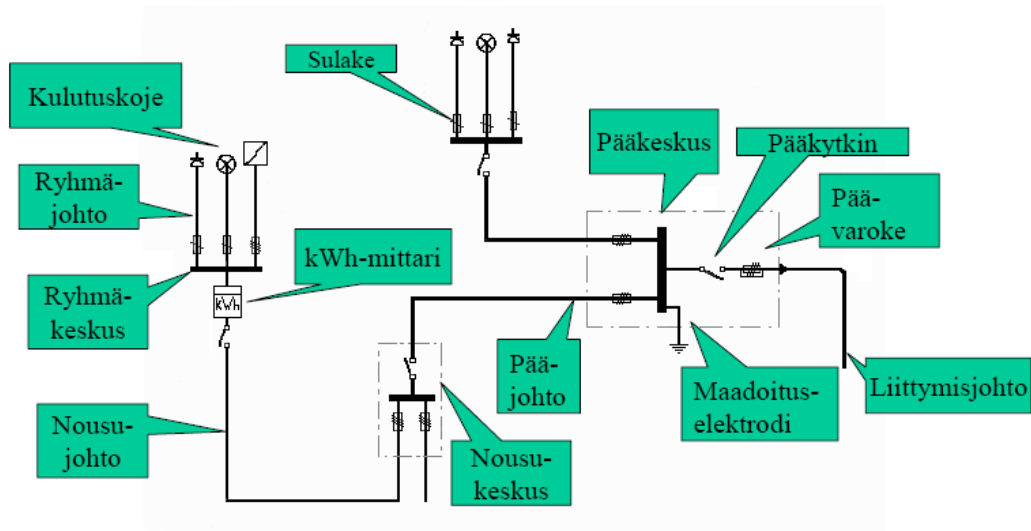 Sulake
Kulutuskoje
Pääkeskus
Pääkytkin
Ryhmä-
johto
Pää-
varoke
kWh-mittari
Ryhmä-
keskus
kWh
Pää-
johto
Maadoitus-
elektrodi
Liittymisjohto
Nousu-
johto
Nousu-
keskus